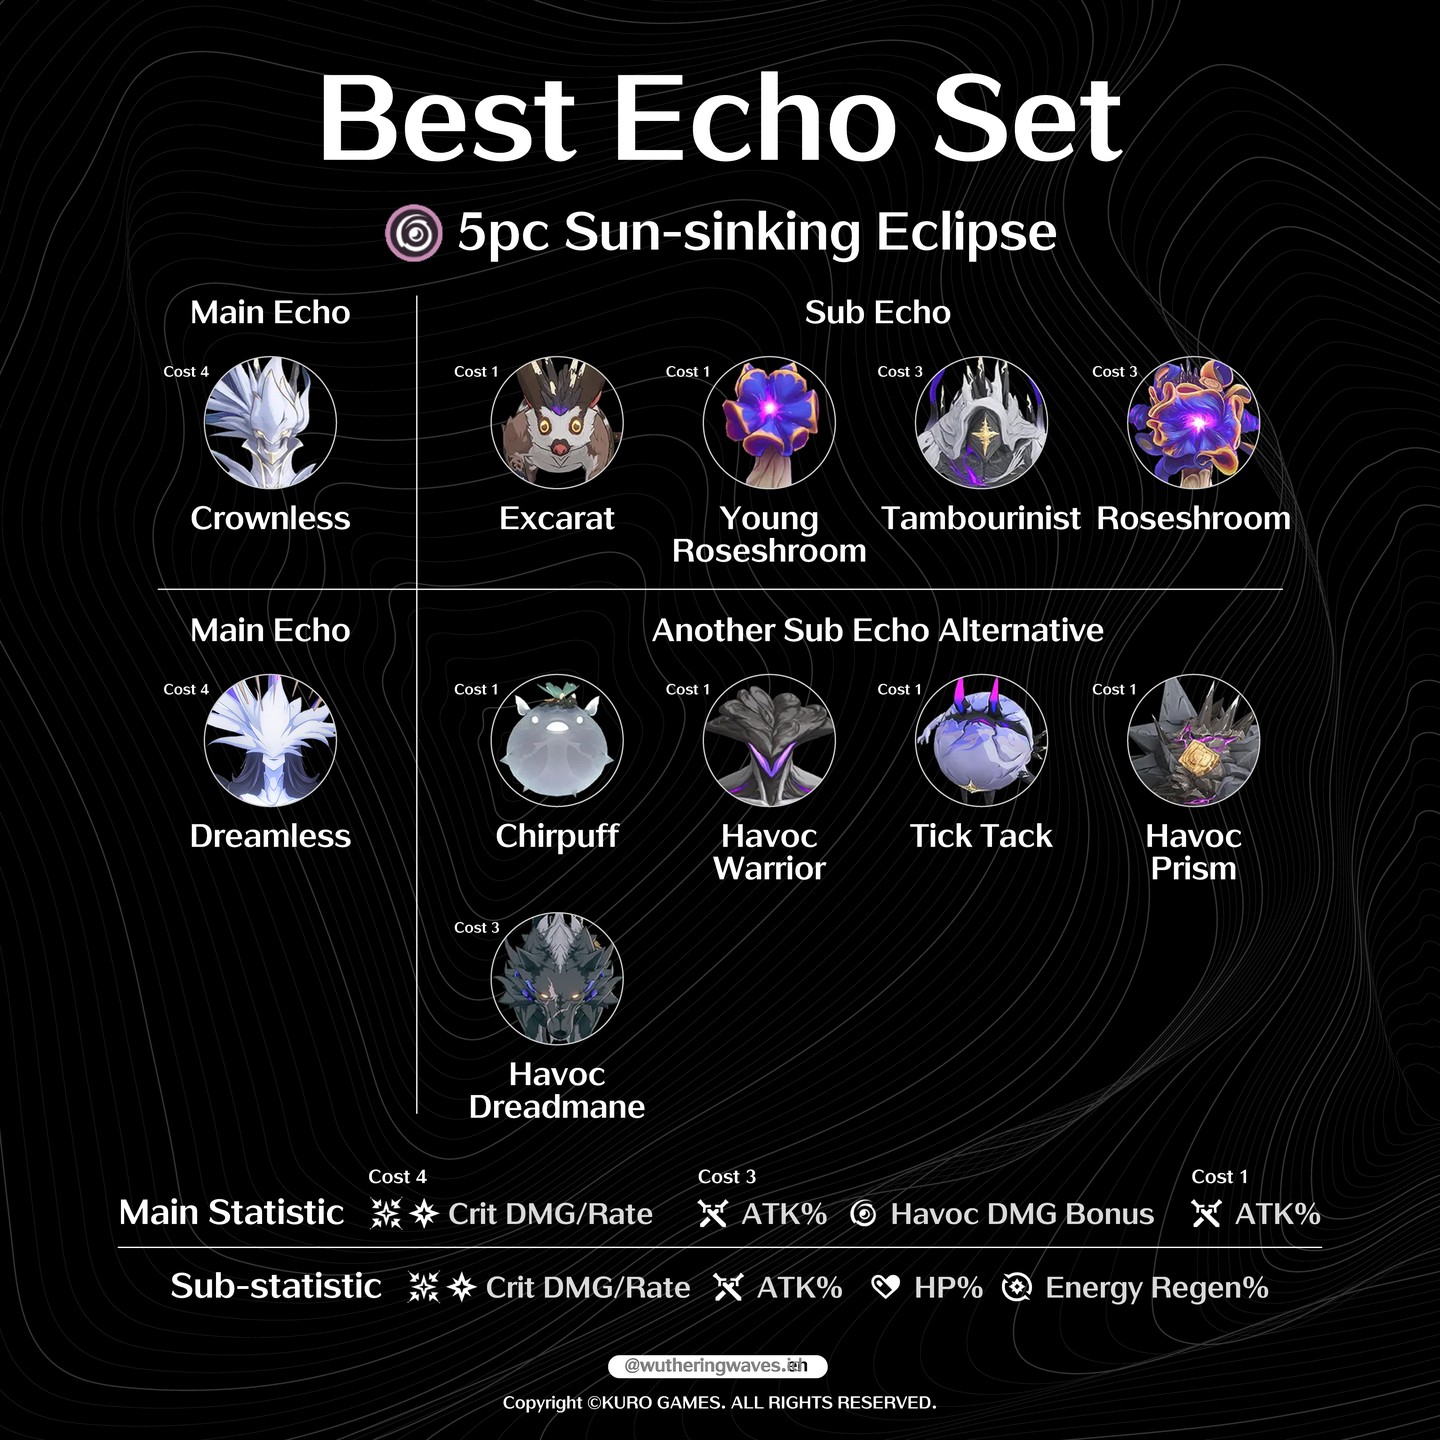 Best Echo Set
5pc Sun-sinking Eclipse
Main Echo
Sub Echo
Cost 4
Cost 1
Cost 1
Cost 3
Cost 3
Crownless
Excarat
Young
Roseshroom
Tambourinist
Roseshroom
Main Echo
Another Sub Echo Alternative
Cost 4
Cost 1
Cost 1
Cost 1
Cost 1
Dreamless
Chirpuff
Havoc
Warrior
Tick Tack
Havoc
Prism
Cost 3
Havoc
Dreadmane
Cost 4
Cost 3
Cost 1
Main Statistic Crit DMG/Rate ATK% Havoc DMG Bonus ATK%
Sub-statistic Crit DMG/Rate ATK% HP% Energy Regen%
@wutheringwaves.
Copyright ©KURO GAMES. ALL RIGHTS RESERVED.